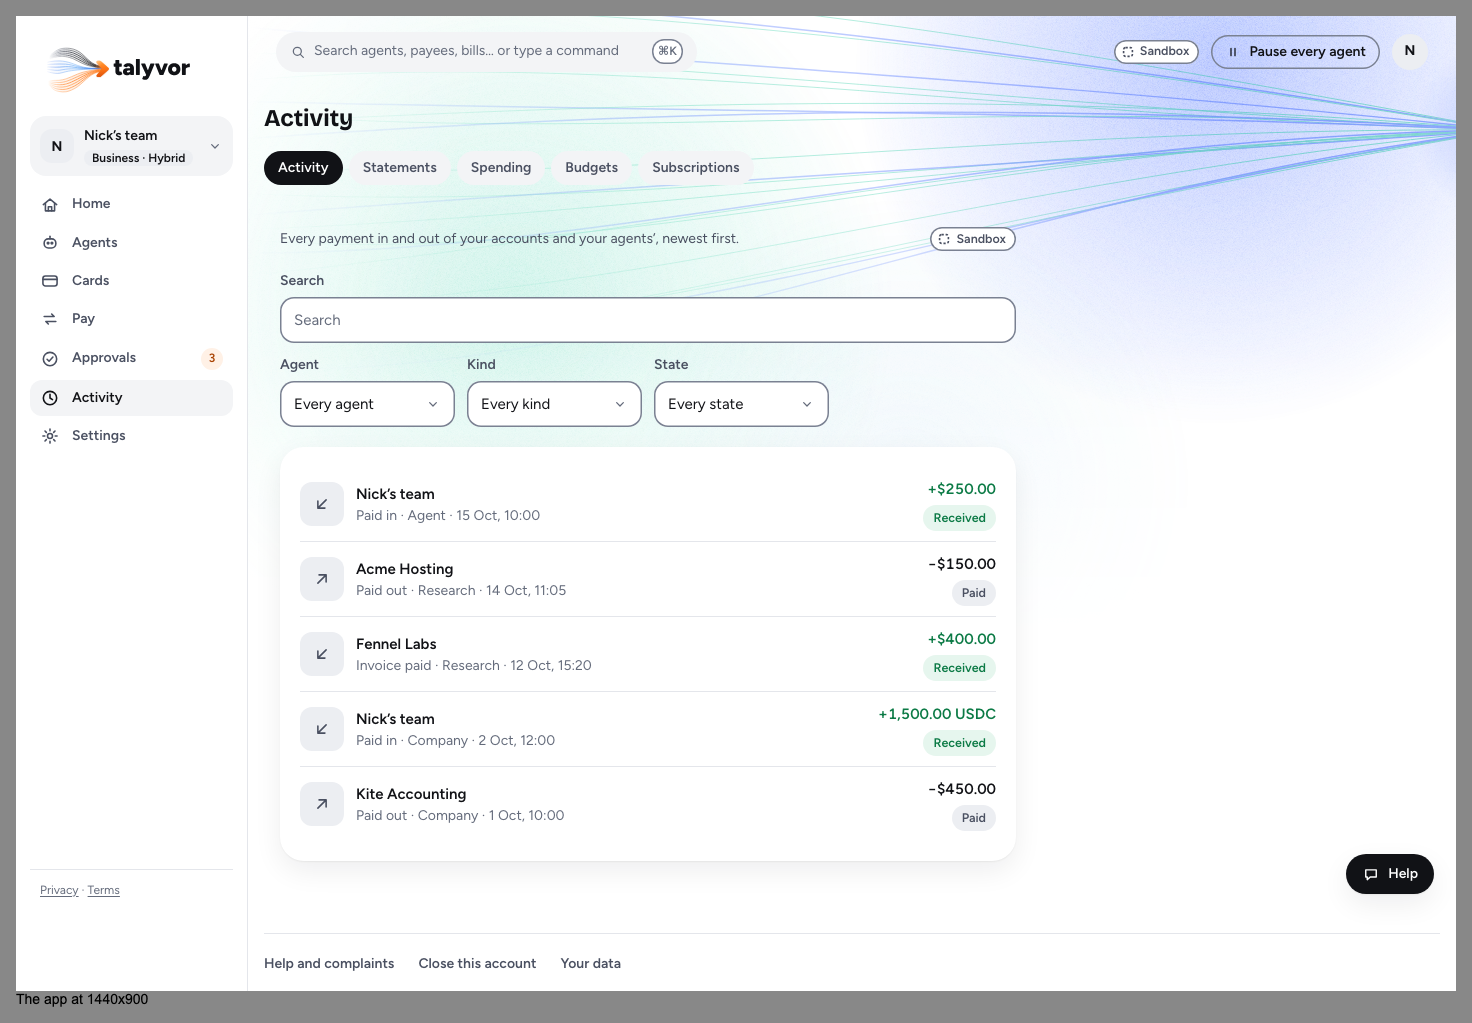 talyvor
Search agents, payees, bills... or type a command
⌘K
Sandbox
Pause every agent
N
N
Nick's team
Business · Hybrid
Home
Agents
Cards
Pay
Approvals
3
Activity
Settings
Privacy · Terms
Activity
Activity
Statements
Spending
Budgets
Subscriptions
Every payment in and out of your accounts and your agents', newest first.
Sandbox
Search
Search
Agent
Kind
State
Every agent
Every kind
Every state
Nick's team
+$250.00
Paid in · Agent · 15 Oct, 10:00
Received
Acme Hosting
-$150.00
Paid out · Research · 14 Oct, 11:05
Paid
Fennel Labs
+$400.00
Invoice paid · Research · 12 Oct, 15:20
Received
Nick's team
+1,500.00 USDC
Paid in · Company · 2 Oct, 12:00
Received
Kite Accounting
-$450.00
Paid out · Company · 1 Oct, 10:00
Paid
Help
Help and complaints
Close this account
Your data
The app at 1440x900